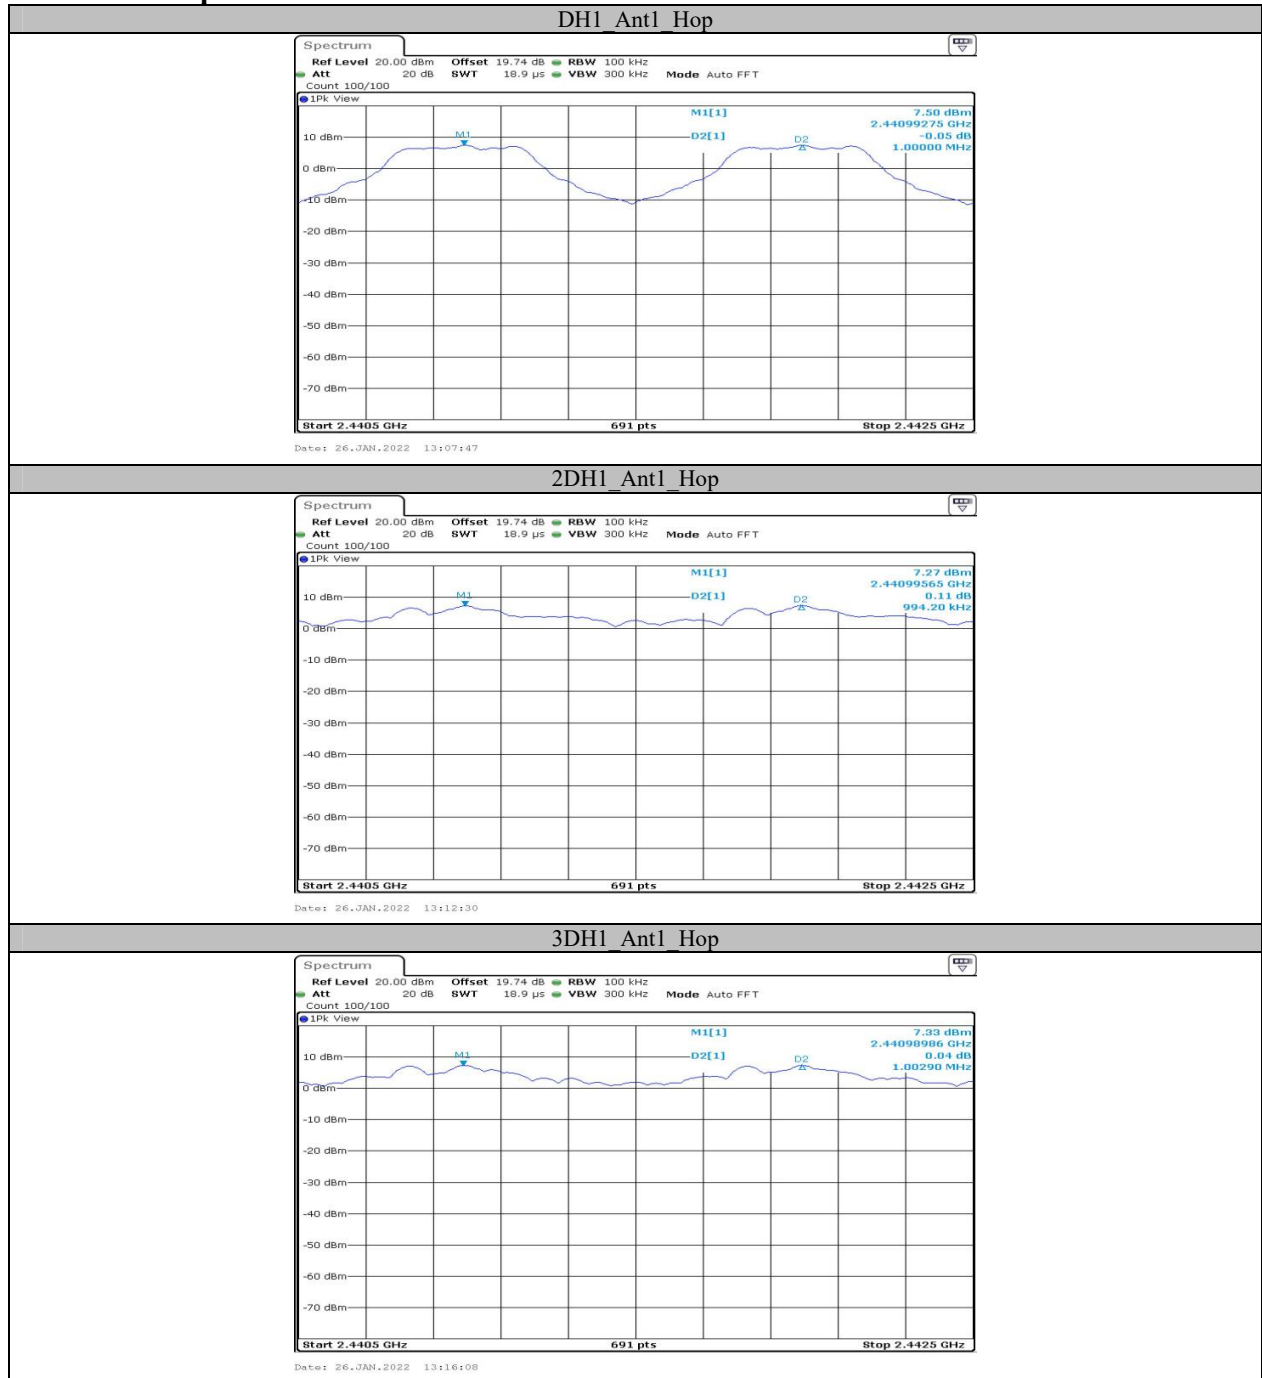 DH1_Ant1_Hop
Spectrum
Ref Level 20.00 dBm Offset 19.74 dB RBW 100 kHz
Att 20 dB SWT 18.9 µs VBW 300 kHz Mode Auto FFT
Count 100/100
1Pk View
M1[1] 7.50 dBm
2.44099275 GHz
10 dBm M1 D2[1] D2 -0.05 dB
1.00000 MHz
0 dBm
-10 dBm
-20 dBm
-30 dBm
-40 dBm
-50 dBm
-60 dBm
-70 dBm
Start 2.4405 GHz 691 pts Stop 2.4425 GHz
Date: 26.JAN.2022 13:07:47
2DH1_Ant1_Hop
Spectrum
Ref Level 20.00 dBm Offset 19.74 dB RBW 100 kHz
Att 20 dB SWT 18.9 µs VBW 300 kHz Mode Auto FFT
Count 100/100
1Pk View
M1[1] 7.27 dBm
2.44099565 GHz
10 dBm M1 D2[1] D2 0.11 dB
994.20 kHz
0 dBm
-10 dBm
-20 dBm
-30 dBm
-40 dBm
-50 dBm
-60 dBm
-70 dBm
Start 2.4405 GHz 691 pts Stop 2.4425 GHz
Date: 26.JAN.2022 13:12:30
3DH1_Ant1_Hop
Spectrum
Ref Level 20.00 dBm Offset 19.74 dB RBW 100 kHz
Att 20 dB SWT 18.9 µs VBW 300 kHz Mode Auto FFT
Count 100/100
1Pk View
M1[1] 7.33 dBm
2.44098986 GHz
10 dBm M1 D2[1] D2 0.04 dB
1.00290 MHz
0 dBm
-10 dBm
-20 dBm
-30 dBm
-40 dBm
-50 dBm
-60 dBm
-70 dBm
Start 2.4405 GHz 691 pts Stop 2.4425 GHz
Date: 26.JAN.2022 13:16:08